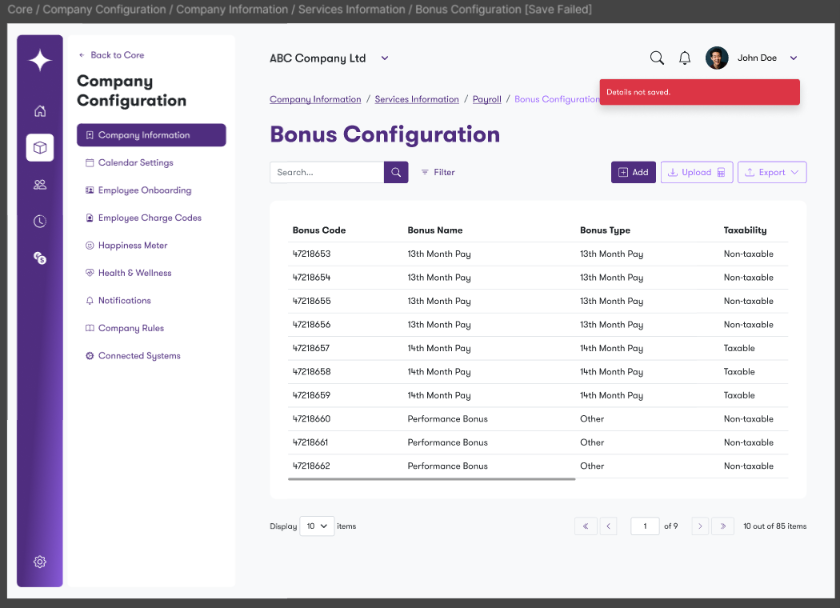 Core / Company Configuration / Company Information / Services Information / Bonus Configuration [Save Failed]
Back to Core
Company
Configuration
Company Information
Calendar Settings
Employee Onboarding
Employee Charge Codes
Happiness Meter
Health & Wellness
Notifications
Company Rules
Connected Systems
ABC Company Ltd
John Doe
Details not saved.
Company Information / Services Information / Payroll / Bonus Configuration
Bonus Configuration
Search... Filter Add Upload Export
Bonus Code Bonus Name Bonus Type Taxability
47218653 13th Month Pay 13th Month Pay Non-taxable
47218654 13th Month Pay 13th Month Pay Non-taxable
47218655 13th Month Pay 13th Month Pay Non-taxable
47218656 13th Month Pay 13th Month Pay Non-taxable
47218657 14th Month Pay 14th Month Pay Taxable
47218658 14th Month Pay 14th Month Pay Taxable
47218659 14th Month Pay 14th Month Pay Taxable
47218660 Performance Bonus Other Non-taxable
47218661 Performance Bonus Other Non-taxable
47218662 Performance Bonus Other Non-taxable
Display 10 items 1 of 9 10 out of 85 items